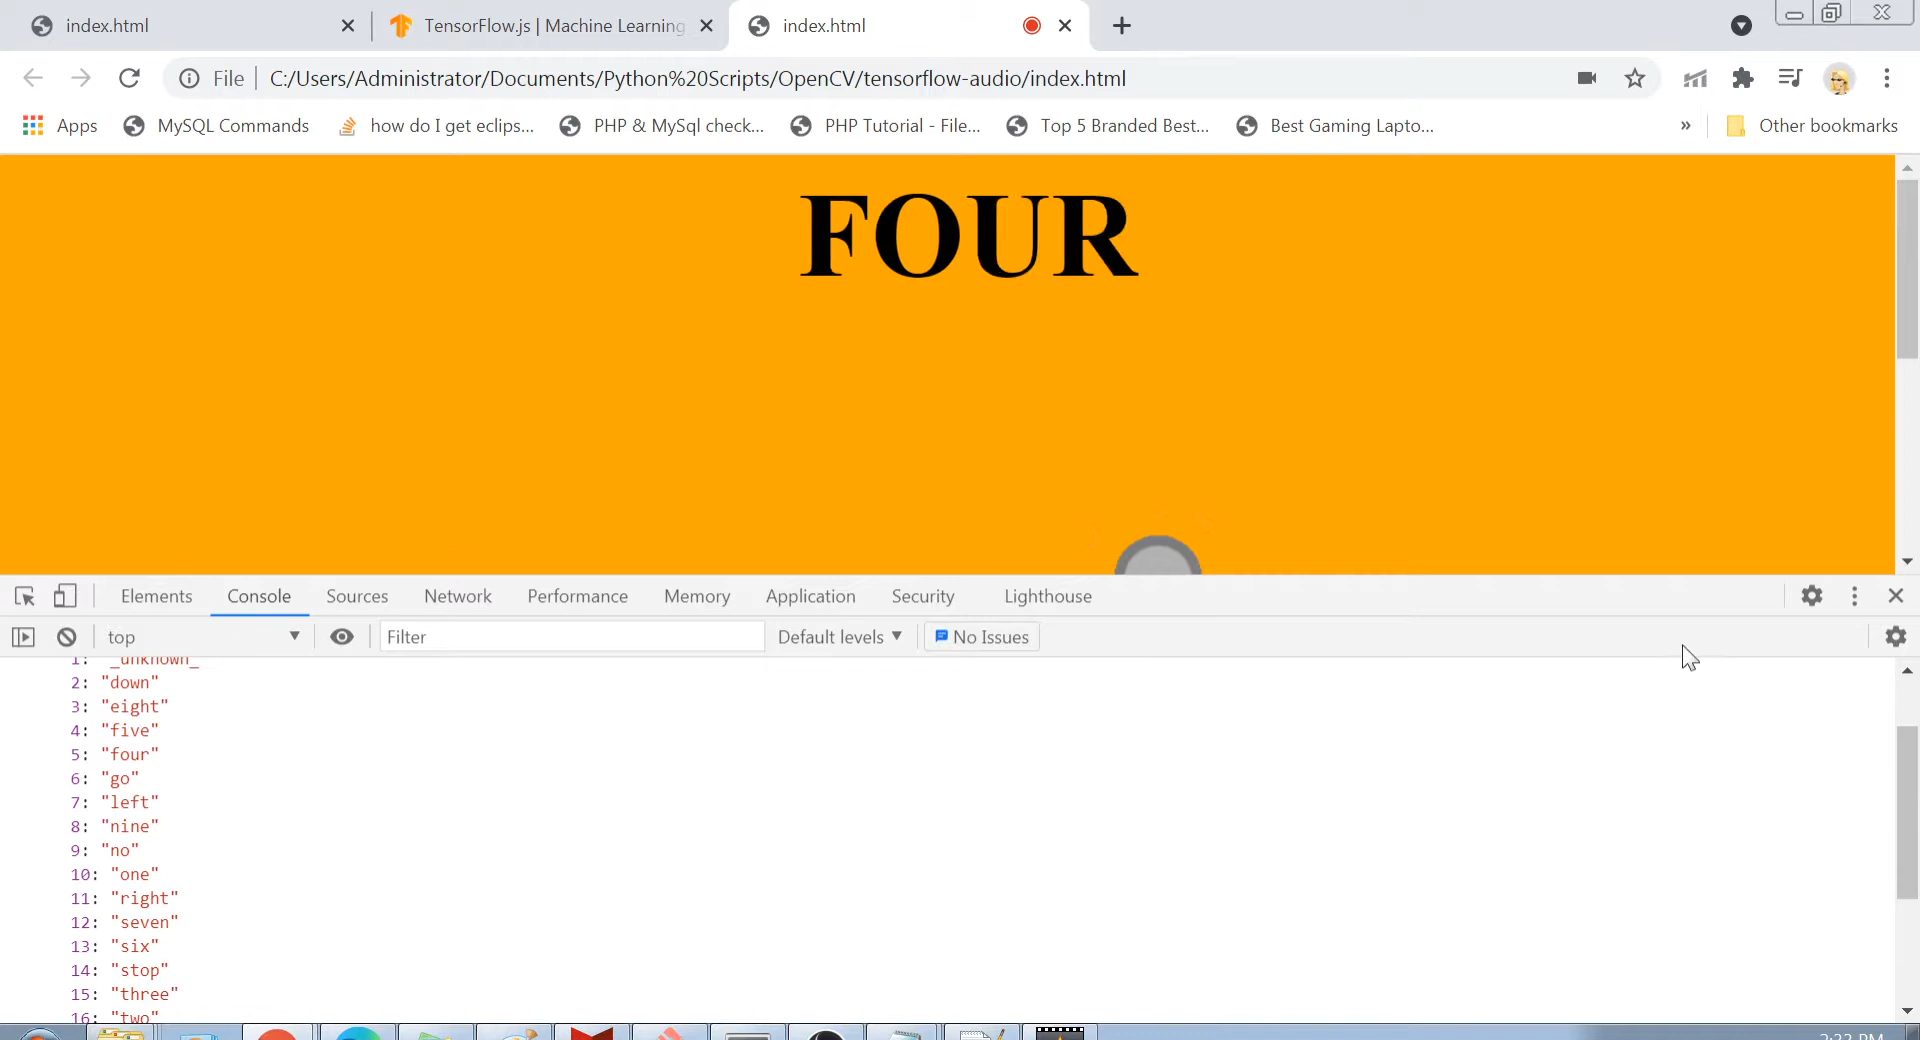 index.html
TensorFlow.js | Machine Learning
index.html
File
C:/Users/Administrator/Documents/Python%20Scripts/OpenCV/tensorflow-audio/index.html
Apps
MySQL Commands
how do I get eclips...
PHP & MySql check...
PHP Tutorial - File...
Top 5 Branded Best...
Best Gaming Lapto...
»
Other bookmarks
FOUR
Elements
Console
Sources
Network
Performance
Memory
Application
Security
Lighthouse
top
Filter
Default levels
No Issues
1: "_unknown_"
2: "down"
3: "eight"
4: "five"
5: "four"
6: "go"
7: "left"
8: "nine"
9: "no"
10: "one"
11: "right"
12: "seven"
13: "six"
14: "stop"
15: "three"
16: "two"